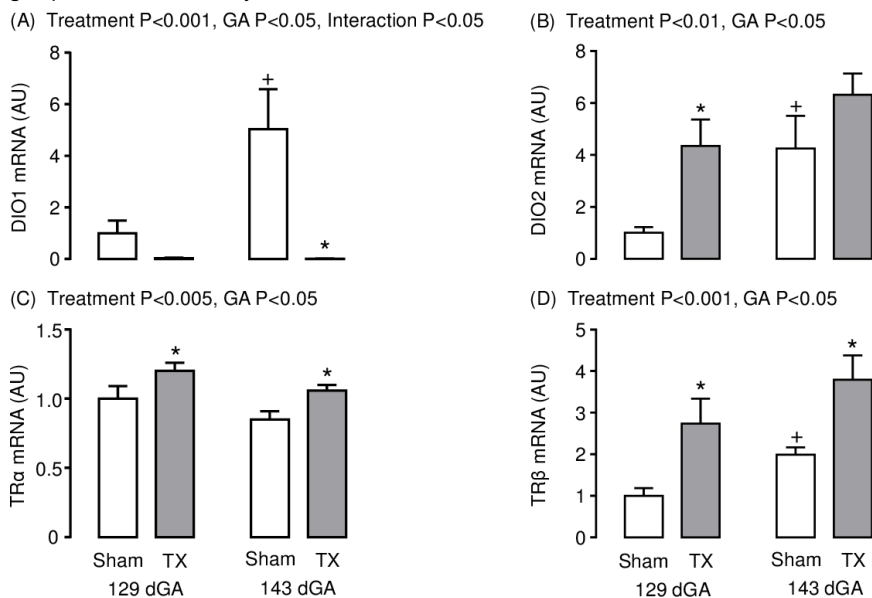 (A) Treatment P<0.001, GA P<0.05, Interaction P<0.05
8
6
4
2
0
DIO1 mRNA (AU)
+
*
(B) Treatment P<0.01, GA P<0.05
8
6
4
2
0
DIO2 mRNA (AU)
*
+
(C) Treatment P<0.005, GA P<0.05
1.5
1.0
0.5
0
TRα mRNA (AU)
*
*
Sham TX Sham TX
129 dGA 143 dGA
(D) Treatment P<0.001, GA P<0.05
5
4
3
2
1
0
TRβ mRNA (AU)
*
+
*
Sham TX Sham TX
129 dGA 143 dGA